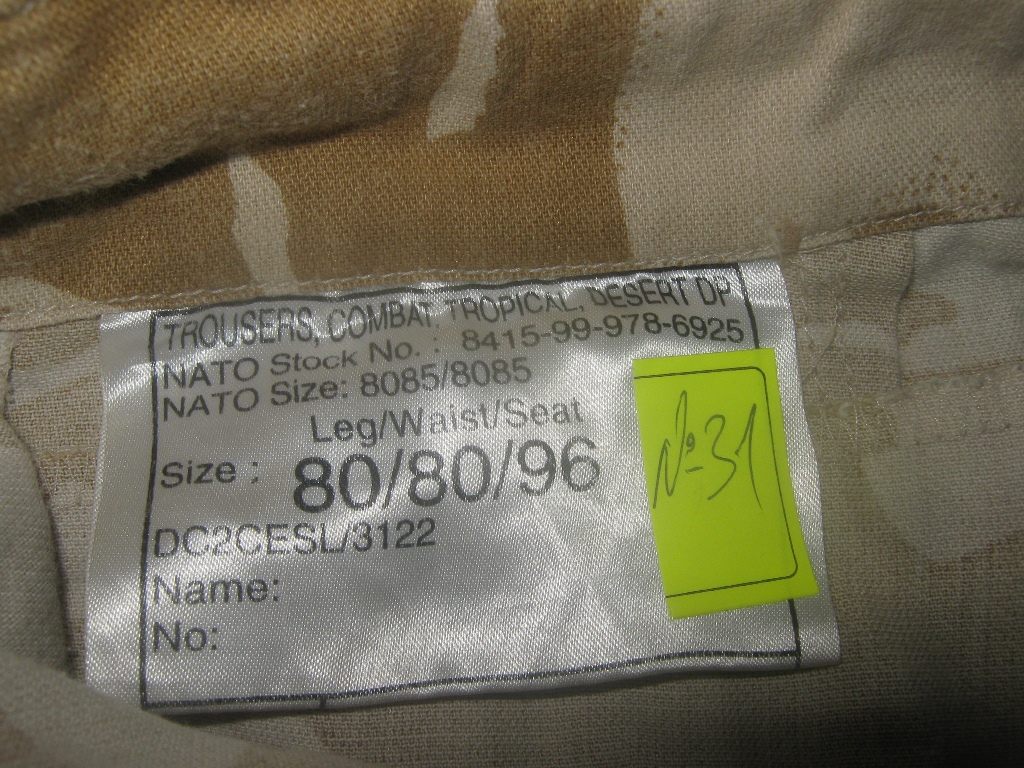 TROUSERS, COMBAT, TROPICAL, DESERT DP
NATO Stock No. : 8415-99-978-6925
NATO Size: 8085/8085
Leg/Waist/Seat
Size : 80/80/96
DC2CESL/3122
Name:
No:
№31